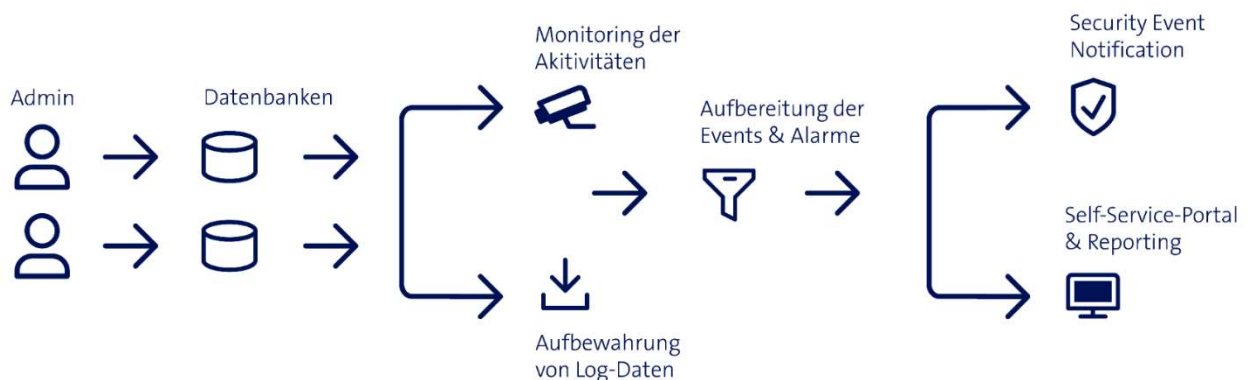 Admin
Datenbanken
Monitoring der
Akitivitäten
Aufbewahrung
von Log-Daten
Aufbereitung der
Events & Alarme
Security Event
Notification
Self-Service-Portal
& Reporting